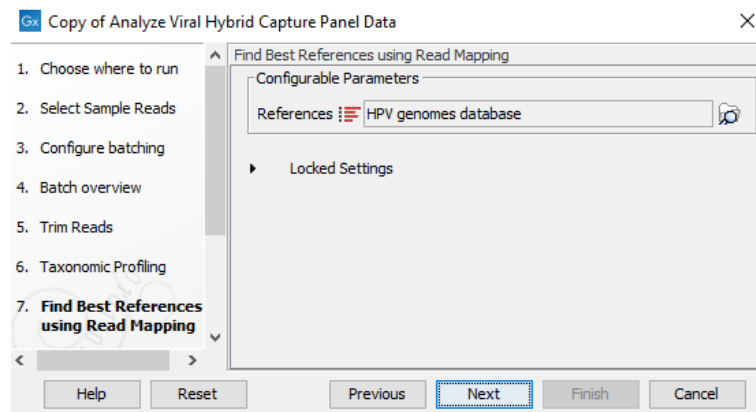 Gx Copy of Analyze Viral Hybrid Capture Panel Data
1. Choose where to run
2. Select Sample Reads
3. Configure batching
4. Batch overview
5. Trim Reads
6. Taxonomic Profiling
7. Find Best References
using Read Mapping
Find Best References using Read Mapping
Configurable Parameters
References HPV genomes database
Locked Settings
Help Reset Previous Next Finish Cancel